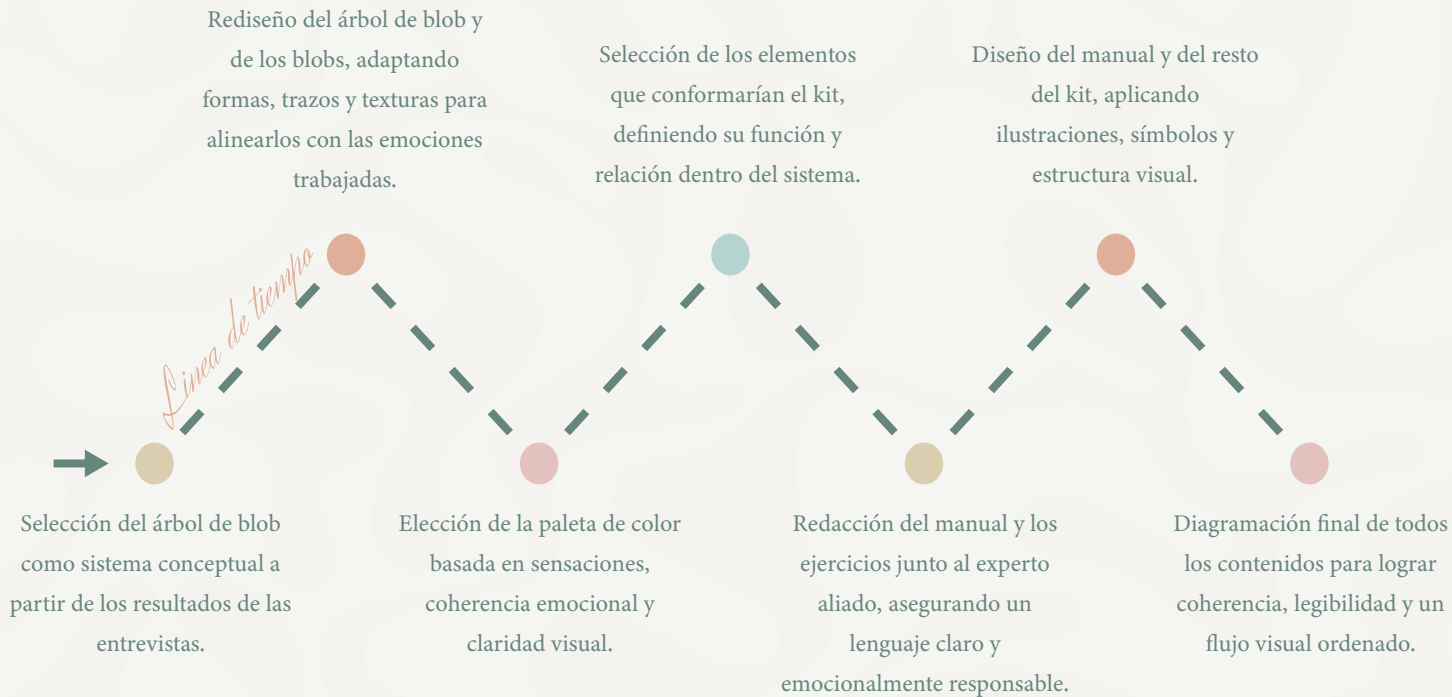 Rediseño del árbol de blob y
de los blobs, adaptando
formas, trazos y texturas para
alinearlos con las emociones
trabajadas.
Selección de los elementos
que conformarían el kit,
definiendo su función y
relación dentro del sistema.
Diseño del manual y del resto
del kit, aplicando
ilustraciones, símbolos y
estructura visual.
Linea de tiempo
Selección del árbol de blob
como sistema conceptual a
partir de los resultados de las
entrevistas.
Elección de la paleta de color
basada en sensaciones,
coherencia emocional y
claridad visual.
Redacción del manual y los
ejercicios junto al experto
aliado, asegurando un
lenguaje claro y
emocionalmente responsable.
Diagramación final de todos
los contenidos para lograr
coherencia, legibilidad y un
flujo visual ordenado.